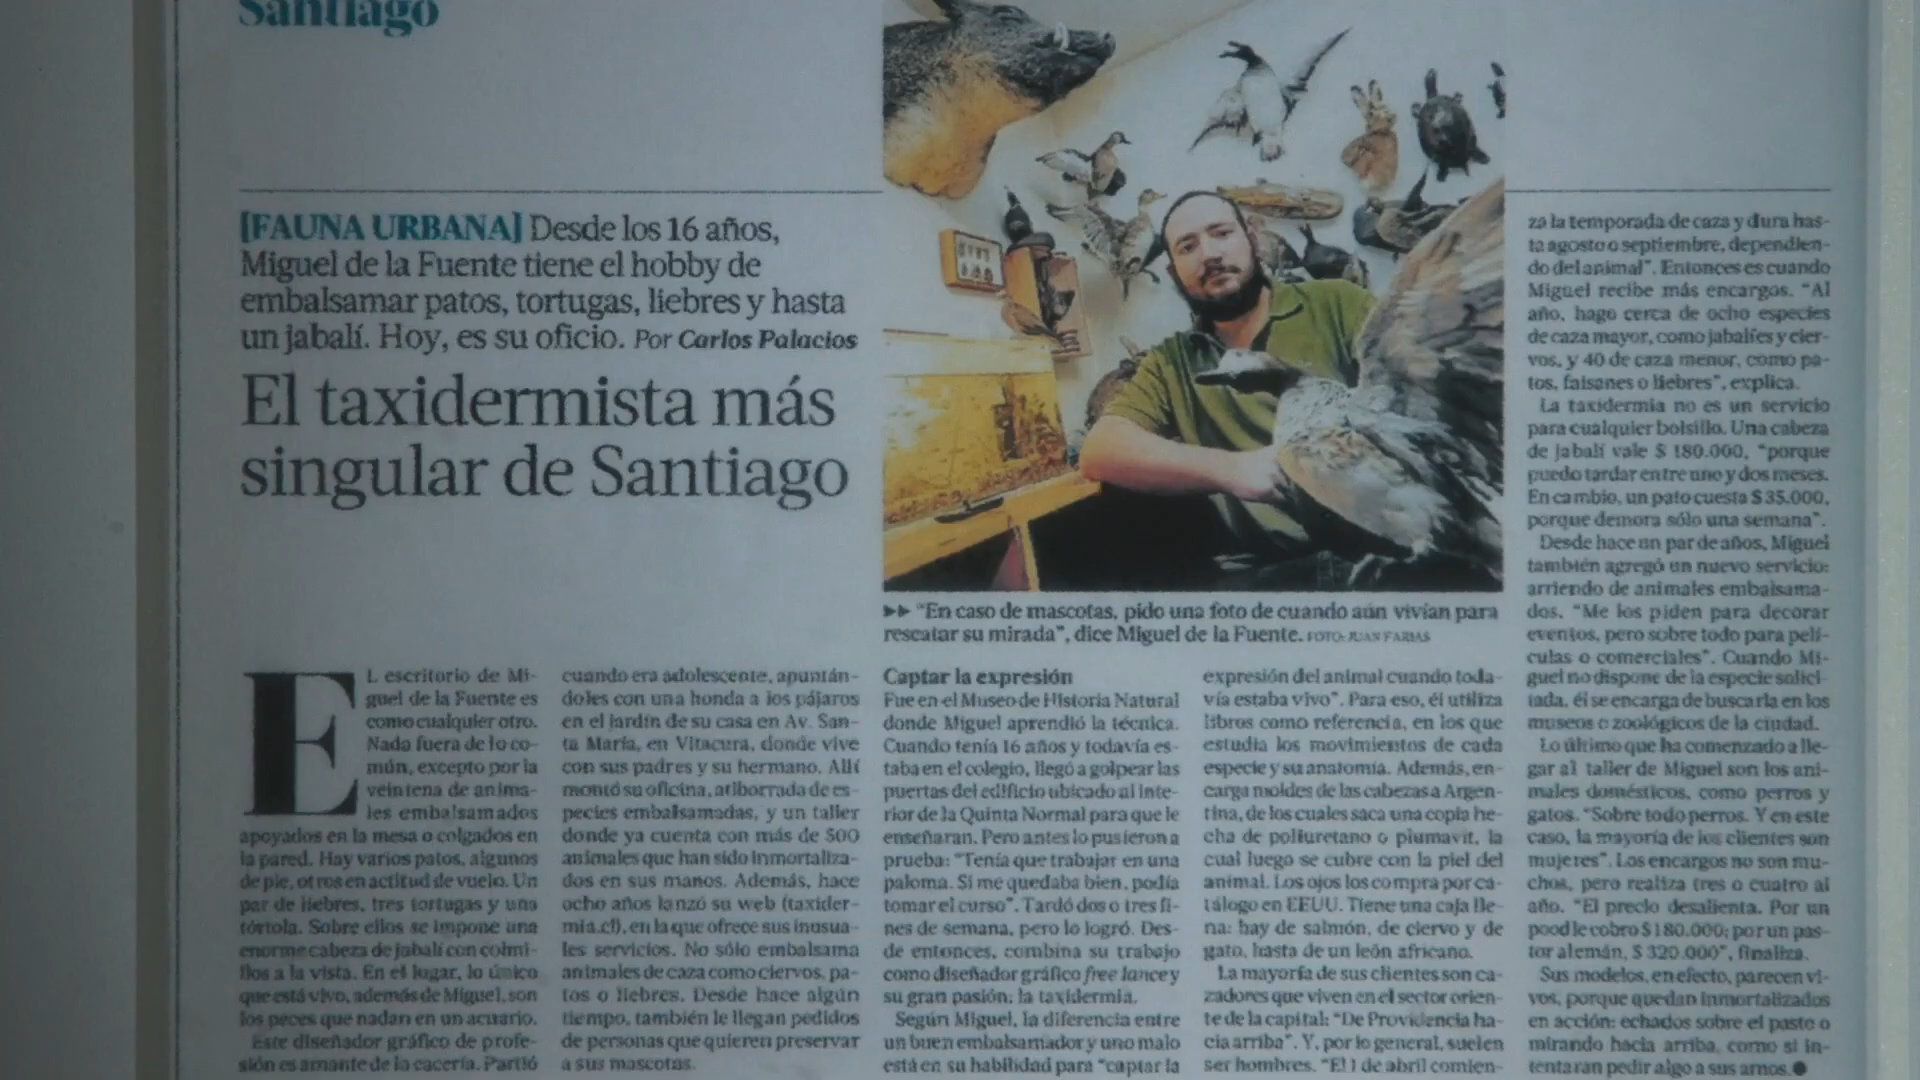 Santiago
[FAUNA URBANA] Desde los 16 años,
Miguel de la Fuente tiene el hobby de
embalsamar patos, tortugas, liebres y hasta
un jabalí. Hoy, es su oficio. Por Carlos Palacios
El taxidermista más
singular de Santiago
▸▸ "En caso de mascotas, pido una foto de cuando aún vivían para
rescatar su mirada", dice Miguel de la Fuente. FOTO: JUAN FARIAS
EL escritorio de Mi-
guel de la Fuente es
como cualquier otro.
Nada fuera de lo co-
mún, excepto por la
veintena de anima-
les embalsamados
apoyados en la mesa o colgados en
la pared. Hay varios patos, algunos
de pie, otros en actitud de vuelo. Un
par de liebres, tres tortugas y una
tórtola. Sobre ellos se impone una
enorme cabeza de jabalí con colmi-
llos a la vista. En el lugar, lo único
que está vivo, además de Miguel, son
los peces que nadan en un acuario.
Este diseñador gráfico de profe-
sión es amante de la cacería. Partió
cuando era adolescente, apuntán-
doles con una honda a los pájaros
en el jardín de su casa en Av. San-
ta María, en Vitacura, donde vive
con sus padres y su hermano. Allí
montó su oficina, atiborrada de es-
pecies embalsamadas, y un taller
donde ya cuenta con más de 500
animales que han sido inmortaliza-
dos en sus manos. Además, hace
ocho años lanzó su web (taxider-
mia.cl), en la que ofrece sus inusua-
les servicios. No sólo embalsama
animales de caza como ciervos, pa-
tos o liebres. Desde hace algún
tiempo, también le llegan pedidos
de personas que quieren preservar
a sus mascotas.
Captar la expresión
Fue en el Museo de Historia Natural
donde Miguel aprendió la técnica.
Cuando tenía 16 años y todavía es-
taba en el colegio, llegó a golpear las
puertas del edificio ubicado al inte-
rior de la Quinta Normal para que le
enseñaran. Pero antes lo pusieron a
prueba: "Tenía que trabajar en una
paloma. Si me quedaba bien, podía
tomar el curso". Tardó dos o tres fi-
nes de semana, pero lo logró. Des-
de entonces, combina su trabajo
como diseñador gráfico free lance y
su gran pasión: la taxidermia.
Según Miguel, la diferencia entre
un buen embalsamador y uno malo
está en su habilidad para "captar la
expresión del animal cuando toda-
vía estaba vivo". Para eso, él utiliza
libros como referencia, en los que
estudia los movimientos de cada
especie y su anatomía. Además, en-
carga moldes de las cabezas a Argen-
tina, de los cuales saca una copia he-
cha de poliuretano o plumavit, la
cual luego se cubre con la piel del
animal. Los ojos los compra por ca-
tálogo en EEUU. Tiene una caja lle-
na: hay de salmón, de ciervo y de
gato, hasta de un león africano.
La mayoría de sus clientes son ca-
zadores que viven en el sector orien-
te de la capital: "De Providencia ha-
cia arriba". Y, por lo general, suelen
ser hombres. "El 1 de abril comien-
za la temporada de caza y dura has-
ta agosto o septiembre, dependien-
do del animal". Entonces es cuando
Miguel recibe más encargos. "Al
año, hago cerca de ocho especies
de caza mayor, como jabalíes y cier-
vos, y 40 de caza menor, como pa-
tos, faisanes o liebres", explica.
La taxidermia no es un servicio
para cualquier bolsillo. Una cabeza
de jabalí vale $ 180.000, "porque
puedo tardar entre uno y dos meses.
En cambio, un pato cuesta $ 35.000,
porque demora sólo una semana".
Desde hace un par de años, Miguel
también agregó un nuevo servicio:
arriendo de animales embalsama-
dos. "Me los piden para decorar
eventos, pero sobre todo para pelí-
culas o comerciales". Cuando Mi-
guel no dispone de la especie solici-
tada, él se encarga de buscarla en los
museos o zoológicos de la ciudad.
Lo último que ha comenzado a lle-
gar al taller de Miguel son los ani-
males domésticos, como perros y
gatos. "Sobre todo perros. Y en este
caso, la mayoría de los clientes son
mujeres". Los encargos no son mu-
chos, pero realiza tres o cuatro al
año. "El precio desalienta. Por un
poodle cobro $ 180.000; por un pas-
tor alemán, $ 320.000", finaliza.
Sus modelos, en efecto, parecen vi-
vos, porque quedan inmortalizados
en acción: echados sobre el pasto o
mirando hacia arriba, como si in-
tentaran pedir algo a sus amos.●